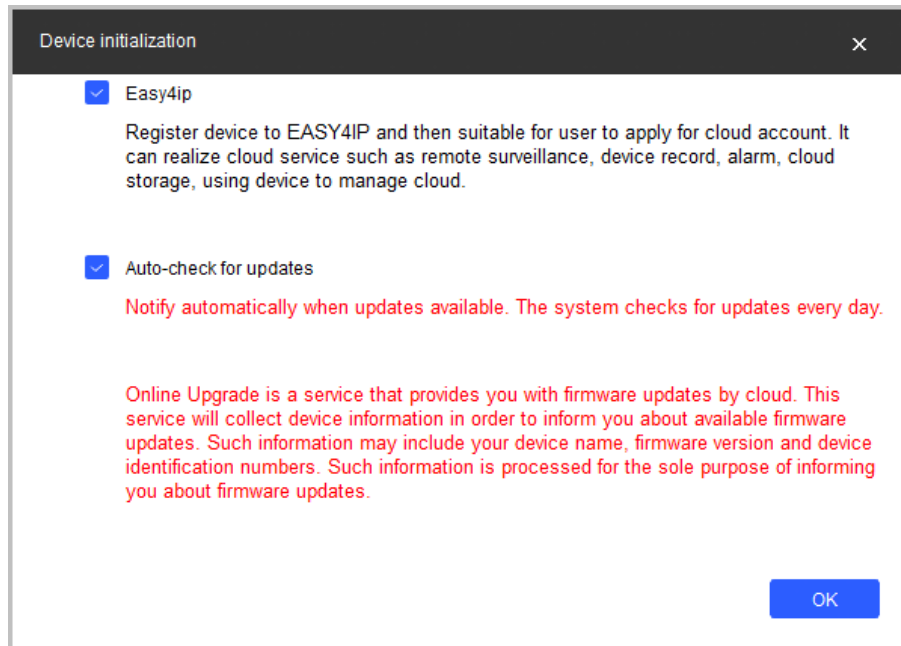 Device initialization
Easy4ip
Register device to EASY4IP and then suitable for user to apply for cloud account. It
can realize cloud service such as remote surveillance, device record, alarm, cloud
storage, using device to manage cloud.
Auto-check for updates
Notify automatically when updates available. The system checks for updates every day.
Online Upgrade is a service that provides you with firmware updates by cloud. This
service will collect device information in order to inform you about available firmware
updates. Such information may include your device name, firmware version and device
identification numbers. Such information is processed for the sole purpose of informing
you about firmware updates.
OK